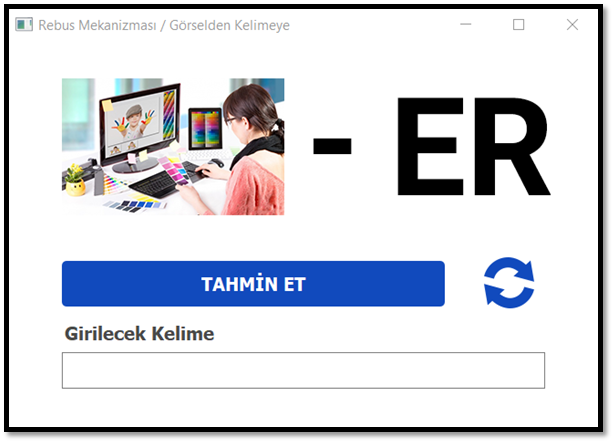 Rebus Mekanizması / Görselden Kelimeye
- ER
TAHMİN ET
Girilecek Kelime